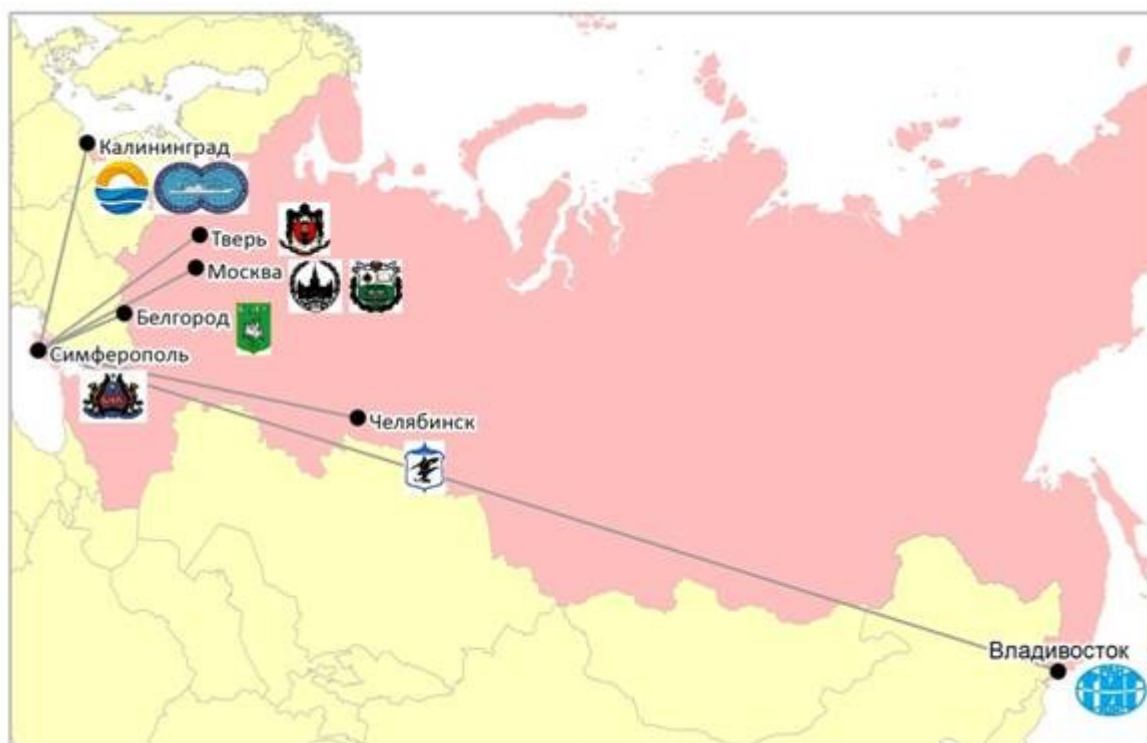 Калининград
Тверь
Москва
Белгород
Симферополь
Челябинск
Владивосток